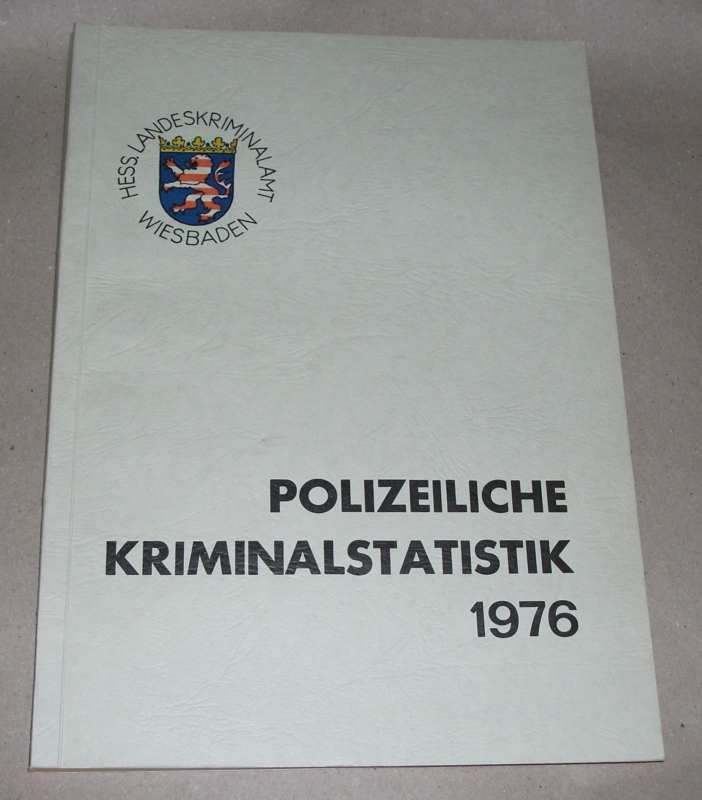 HESS. LANDESKRIMINALAMT
WIESBADEN
POLIZEILICHE
KRIMINALSTATISTIK
1976